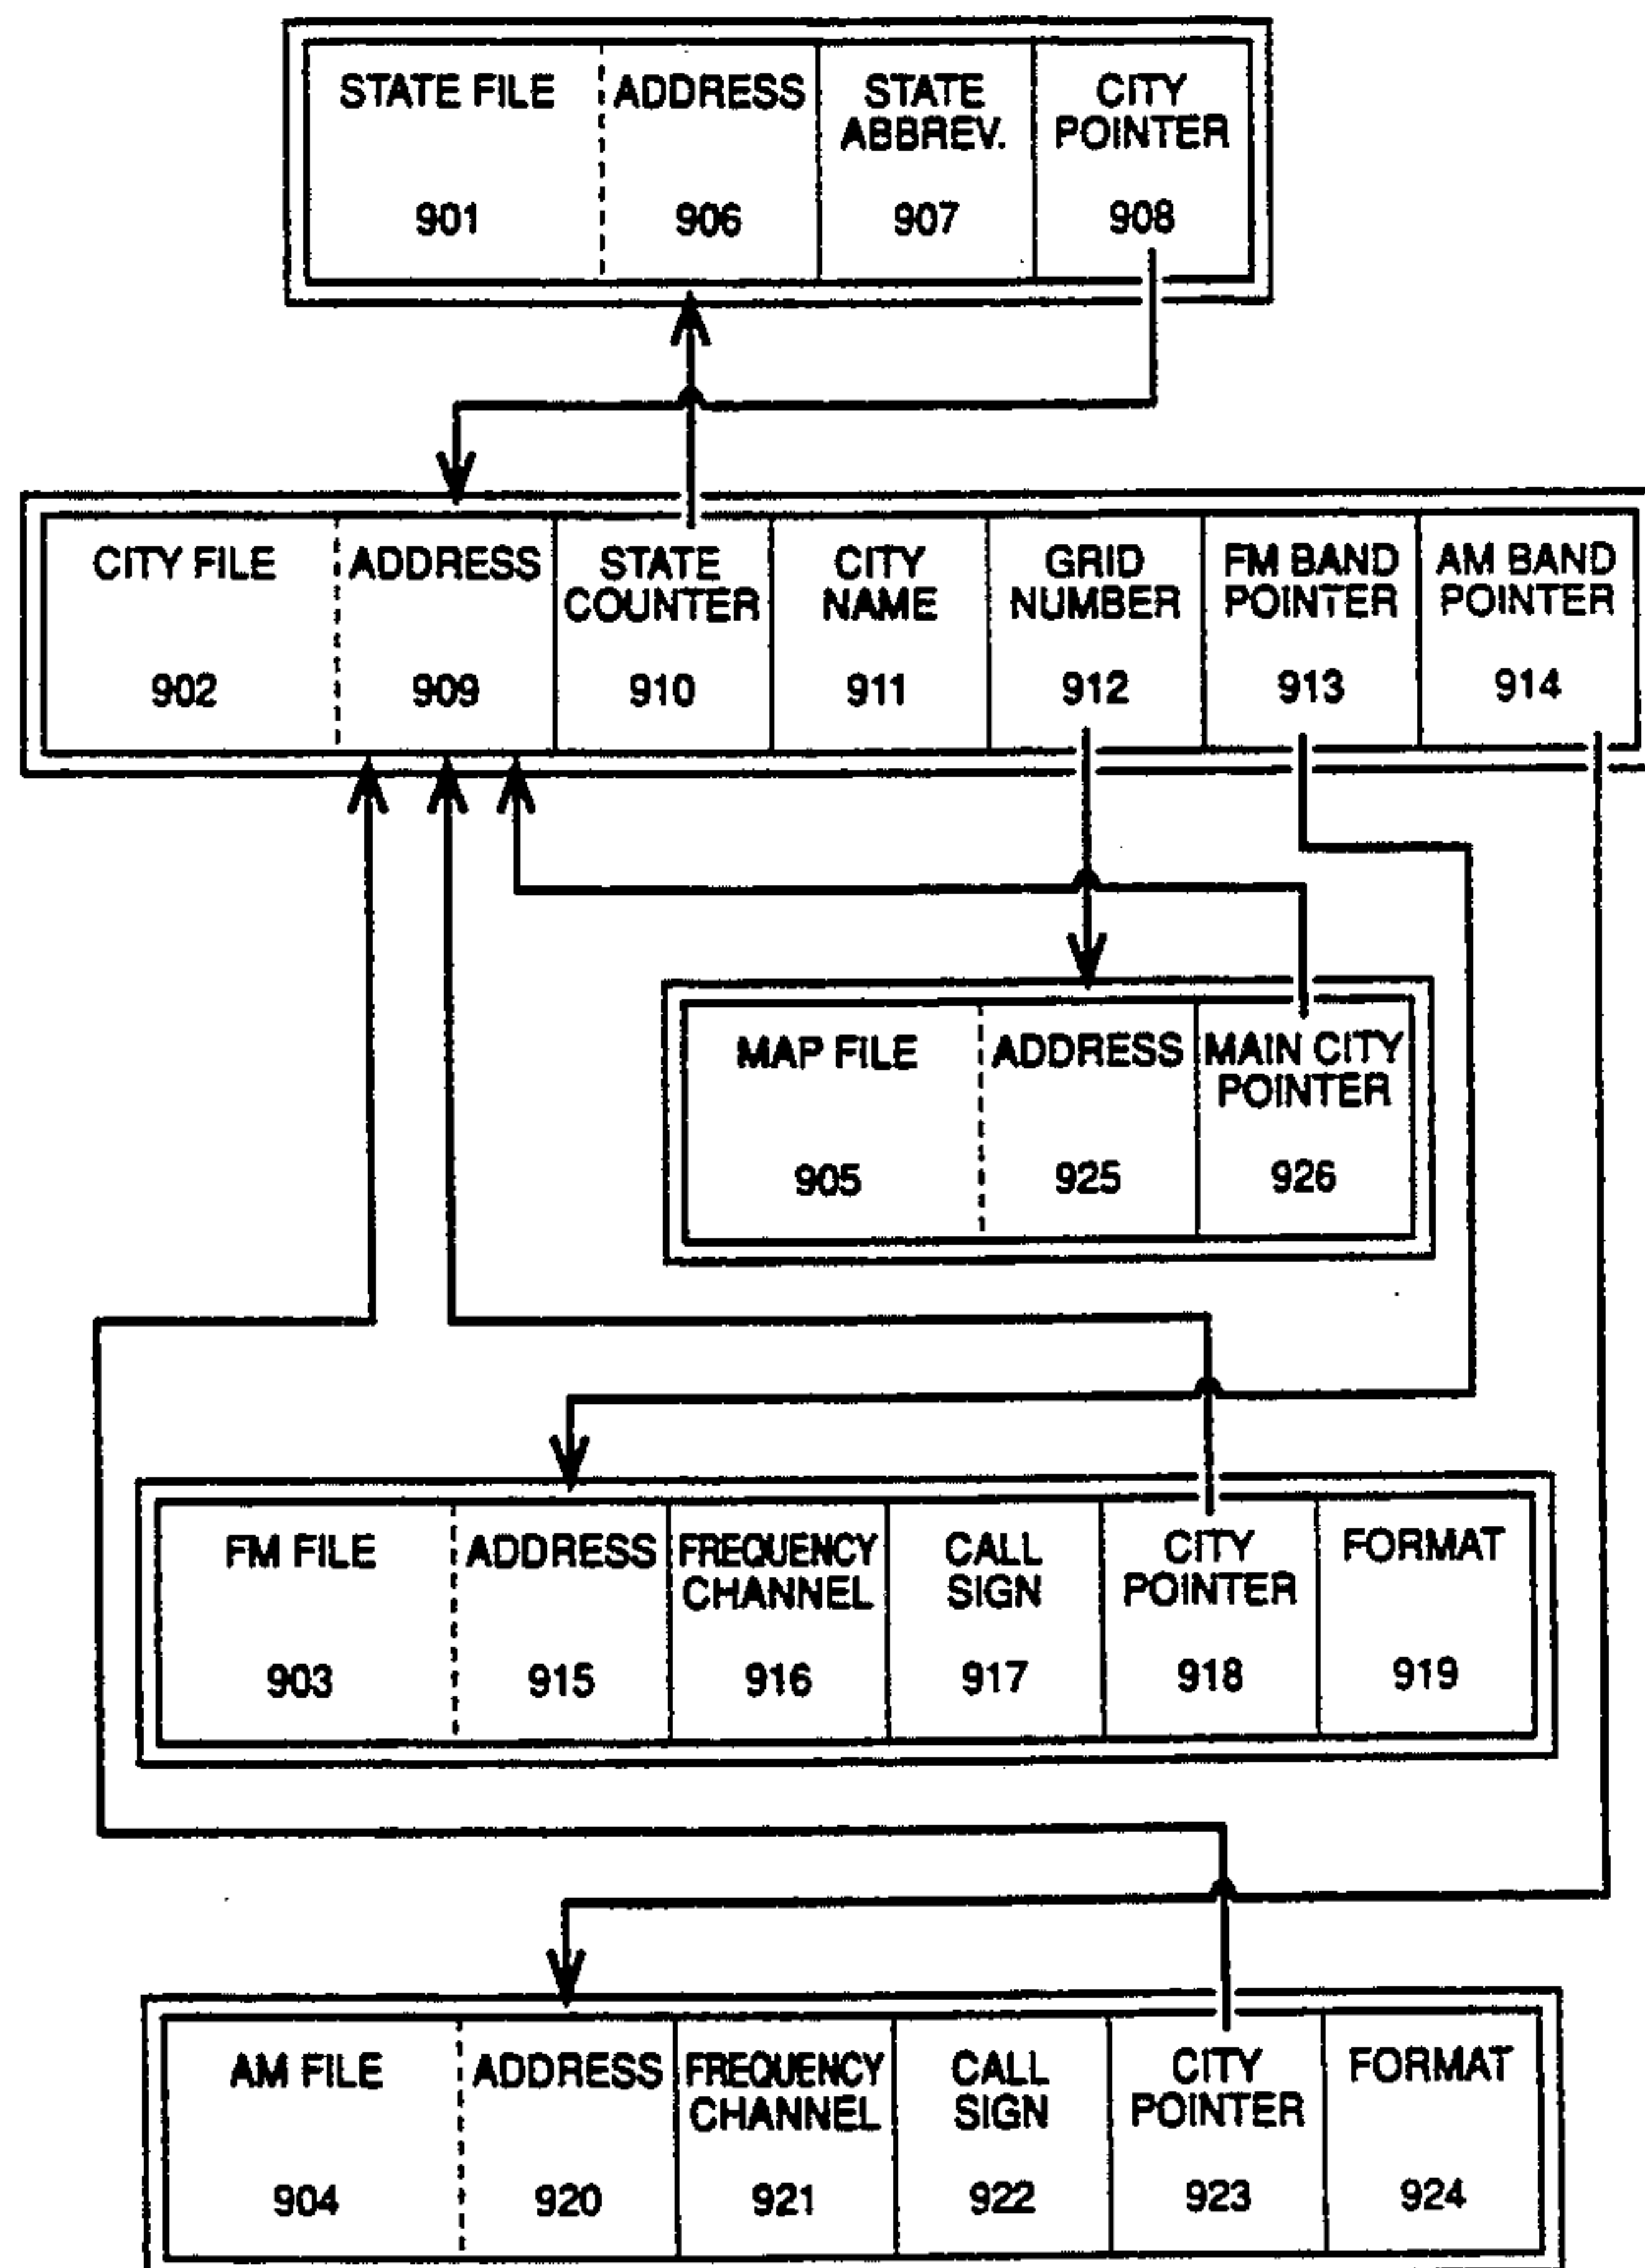 STATE FILE ADDRESS STATE CITY
ABBREV. POINTER
901 906 907 908
CITY FILE ADDRESS STATE CITY GRID FM BAND AM BAND
COUNTER NAME NUMBER POINTER POINTER
902 909 910 911 912 913 914
MAP FILE ADDRESS MAIN CITY
POINTER
905 925 926
FM FILE ADDRESS FREQUENCY CALL CITY FORMAT
CHANNEL SIGN POINTER
903 915 916 917 918 919
AM FILE ADDRESS FREQUENCY CALL CITY FORMAT
CHANNEL SIGN POINTER
904 920 921 922 923 924